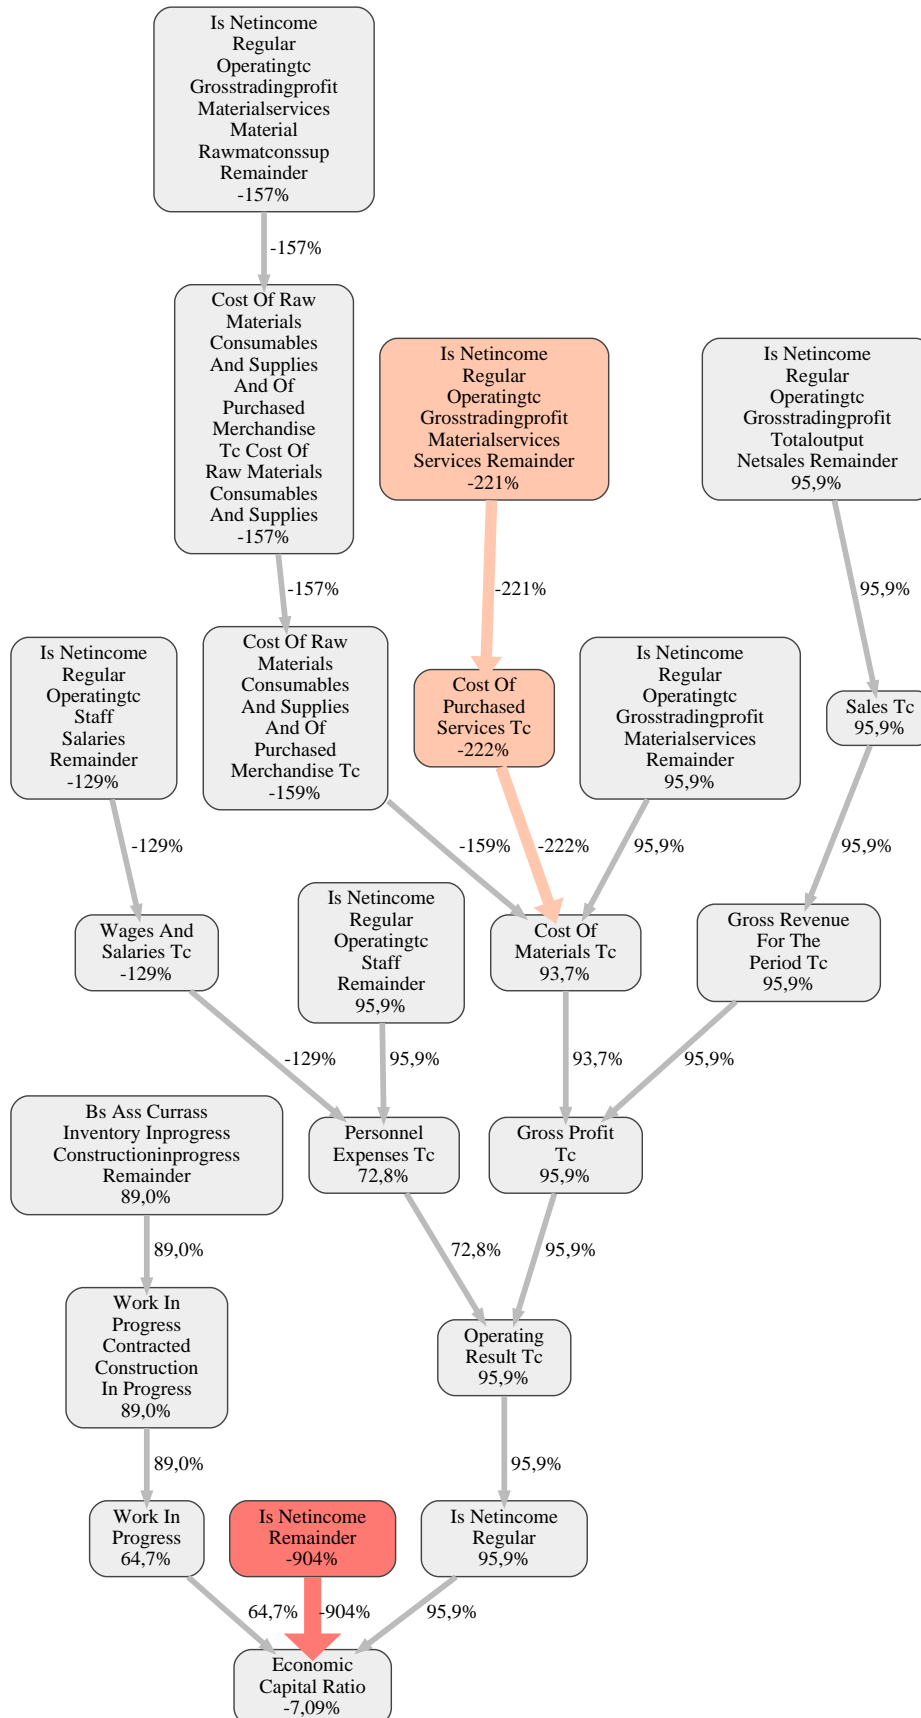 Is Netincome
Regular
Operatingtc
Grosstradingprofit
Materialservices
Material
Rawmatconssup
Remainder
-157%
-157%
Cost Of Raw
Materials
Consumables
And Supplies
And Of
Purchased
Merchandise
Tc Cost Of
Raw Materials
Consumables
And Supplies
-157%
Is Netincome
Regular
Operatingtc
Grosstradingprofit
Materialservices
Services Remainder
-221%
Is Netincome
Regular
Operatingtc
Grosstradingprofit
Totaloutput
Netsales Remainder
95,9%
-157%
-221%
95,9%
Is Netincome
Regular
Operatingtc
Staff
Salaries
Remainder
-129%
Cost Of Raw
Materials
Consumables
And Supplies
And Of
Purchased
Merchandise Tc
-159%
Cost Of
Purchased
Services Tc
-222%
Is Netincome
Regular
Operatingtc
Grosstradingprofit
Materialservices
Remainder
95,9%
Sales Tc
95,9%
-129%
-159%
-222%
95,9%
95,9%
Wages And
Salaries Tc
-129%
Is Netincome
Regular
Operatingtc
Staff
Remainder
95,9%
Cost Of
Materials Tc
93,7%
Gross Revenue
For The
Period Tc
95,9%
-129%
95,9%
93,7%
95,9%
Bs Ass Currass
Inventory Inprogress
Constructioninprogress
Remainder
89,0%
Personnel
Expenses Tc
72,8%
Gross Profit
Tc
95,9%
89,0%
72,8%
95,9%
Work In
Progress
Contracted
Construction
In Progress
89,0%
Operating
Result Tc
95,9%
89,0%
95,9%
Work In
Progress
64,7%
Is Netincome
Remainder
-904%
Is Netincome
Regular
95,9%
64,7%
-904%
95,9%
Economic
Capital Ratio
-7,09%